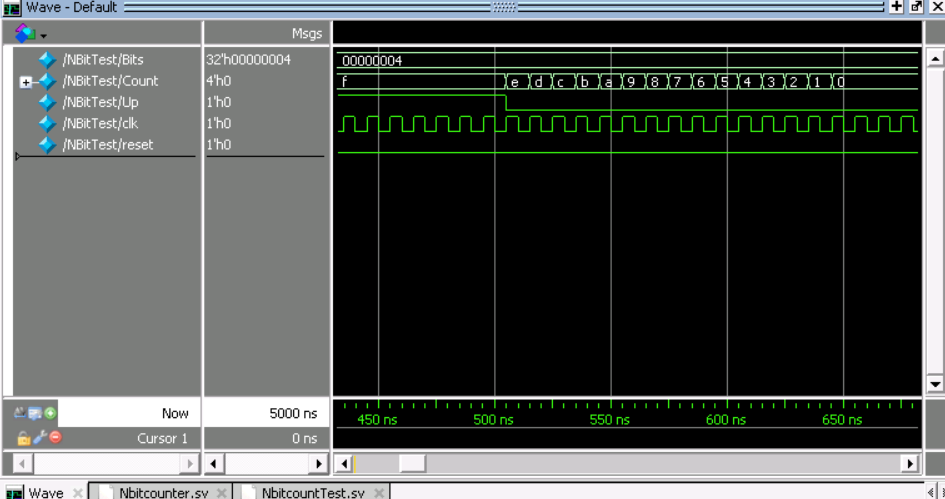 Wave - Default
Msgs
/NBitTest/Bits 32'h00000004 00000004
/NBitTest/Count 4'h0 f e d c b a 9 8 7 6 5 4 3 2 1 0
/NBitTest/Up 1'h0
/NBitTest/clk 1'h0
/NBitTest/reset 1'h0
Now 5000 ns 450 ns 500 ns 550 ns 600 ns 650 ns
Cursor 1 0 ns
Wave Nbitcounter.sv NbitcountTest.sv